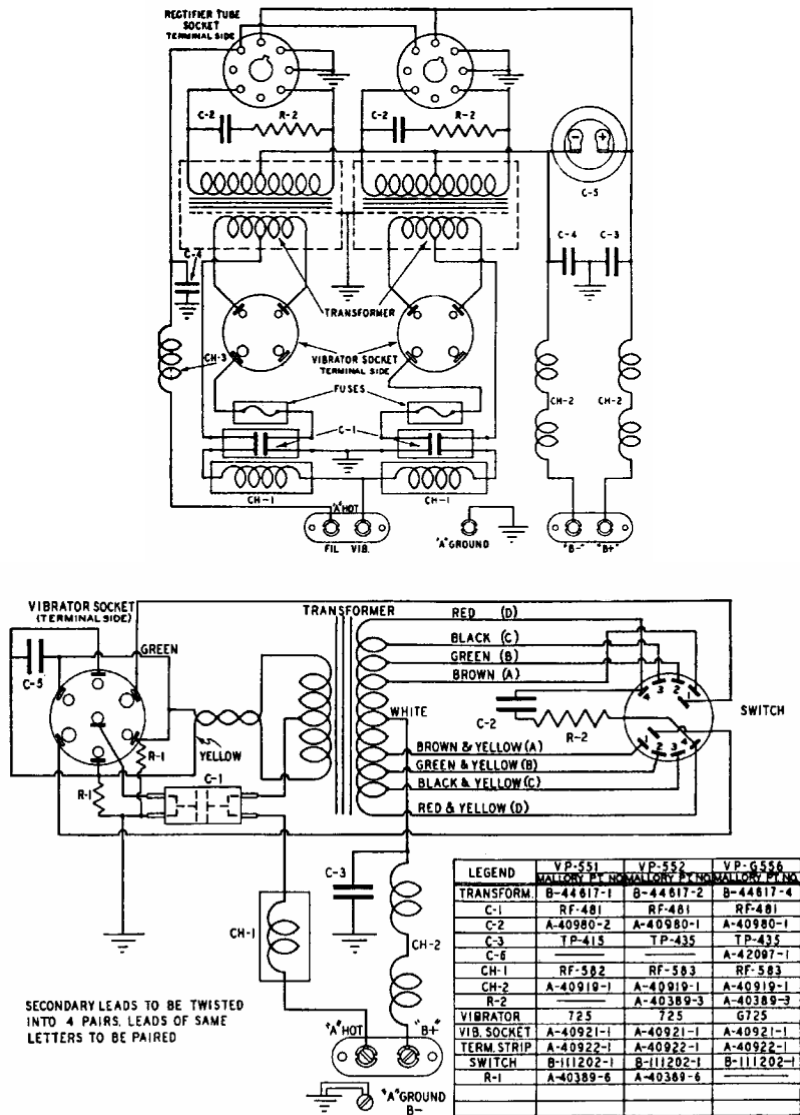 RECTIFIER TUBE
SOCKET
TERMINAL SIDE
C-2
R-2
C-2
R-2
- +
C-5
C-4
C-3
C-4
TRANSFORMER
CH-3
VIBRATOR SOCKET
TERMINAL SIDE
FUSES
CH-2
CH-2
C-1
CH-1
"A"HOT
CH-1
FIL VIB.
"A"GROUND
"B-" "B+"
VIBRATOR SOCKET
(TERMINAL SIDE)
TRANSFORMER
RED (D)
GREEN
BLACK (C)
GREEN (B)
BROWN (A)
C-5
4 3 2 1
WHITE
C-2
SWITCH
R-2
YELLOW
R-1
BROWN & YELLOW(A)
1 2 3 4
GREEN & YELLOW(B)
C-1
BLACK & YELLOW(C)
R-1
RED & YELLOW(D)
C-3
CH-1
CH-2
SECONDARY LEADS TO BE TWISTED
INTO 4 PAIRS. LEADS OF SAME
LETTERS TO BE PAIRED
"A"HOT "B+"
"A"GROUND
B-
LEGEND VP-551 VP-552 VP-G556
MALLORY PT. NO. MALLORY PT. NO. MALLORY PT. NO.
TRANSFORM. B-44617-1 B-44617-2 B-44617-4
C-1 RF-481 RF-481 RF-481
C-2 A-40980-2 A-40980-1 A-40980-1
C-3 TP-415 TP-435 TP-435
C-6 —— —— A-42097-1
CH-1 RF-582 RF-583 RF-583
CH-2 A-40919-1 A-40919-1 A-40919-1
R-2 —— A-40389-3 A-40389-3
VIBRATOR 725 725 G725
VIB. SOCKET A-40921-1 A-40921-1 A-40921-1
TERM. STRIP A-40922-1 A-40922-1 A-40922-1
SWITCH B-111202-1 B-111202-1 B-111202-1
R-1 A-40389-6 A-40389-6 ——